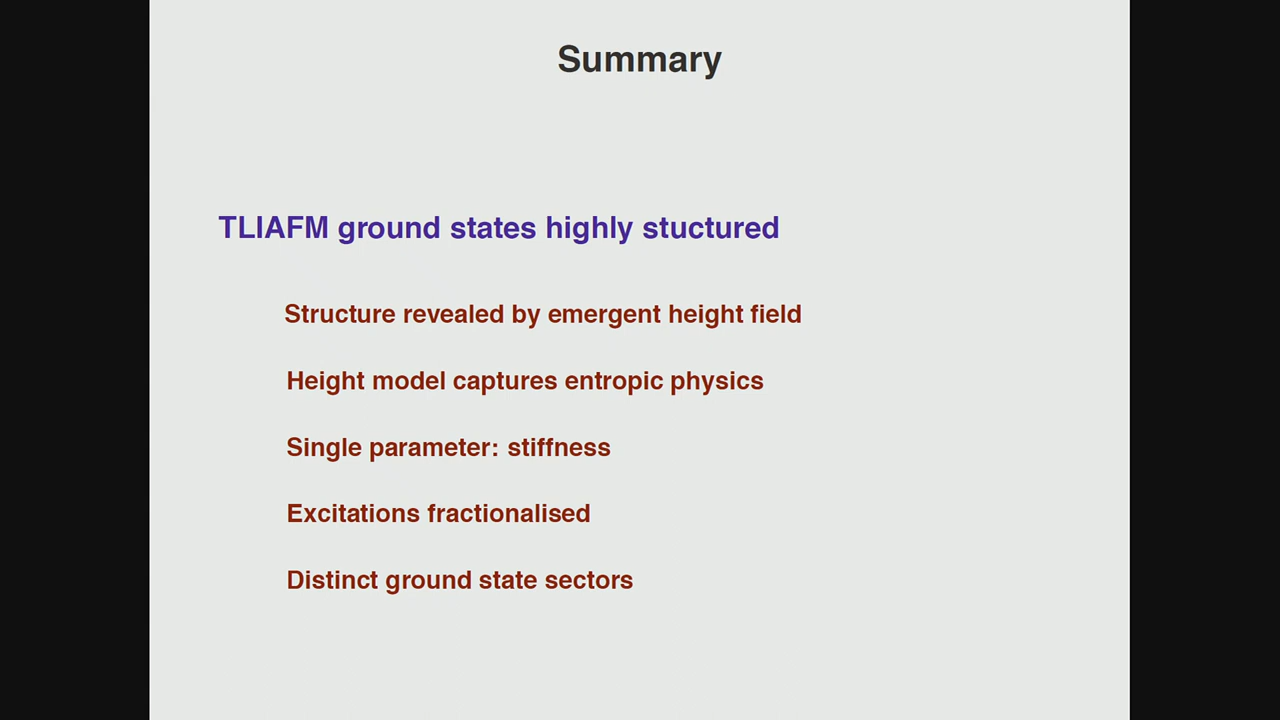 Summary
TLIAFM ground states highly stuctured
Structure revealed by emergent height field
Height model captures entropic physics
Single parameter: stiffness
Excitations fractionalised
Distinct ground state sectors